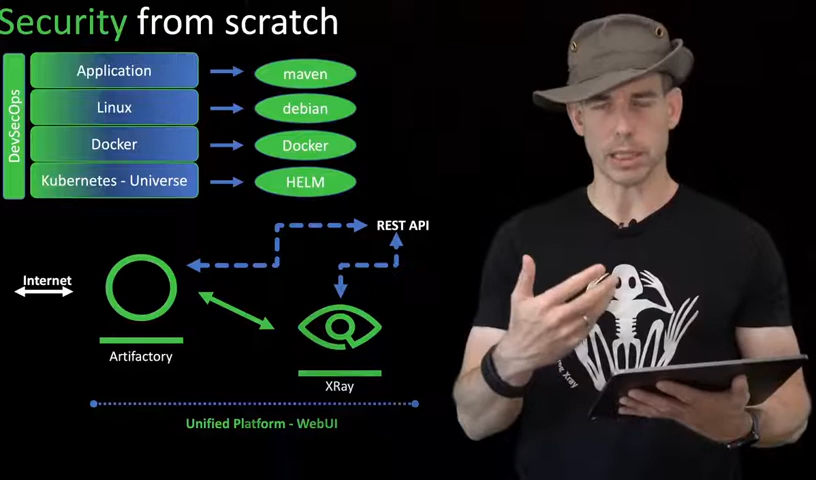 Security from scratch
DevSecOps
Application
maven
Linux
debian
Docker
Docker
Kubernetes - Universe
HELM
REST API
Internet
Artifactory
XRay
Unified Platform - WebUI
Xray